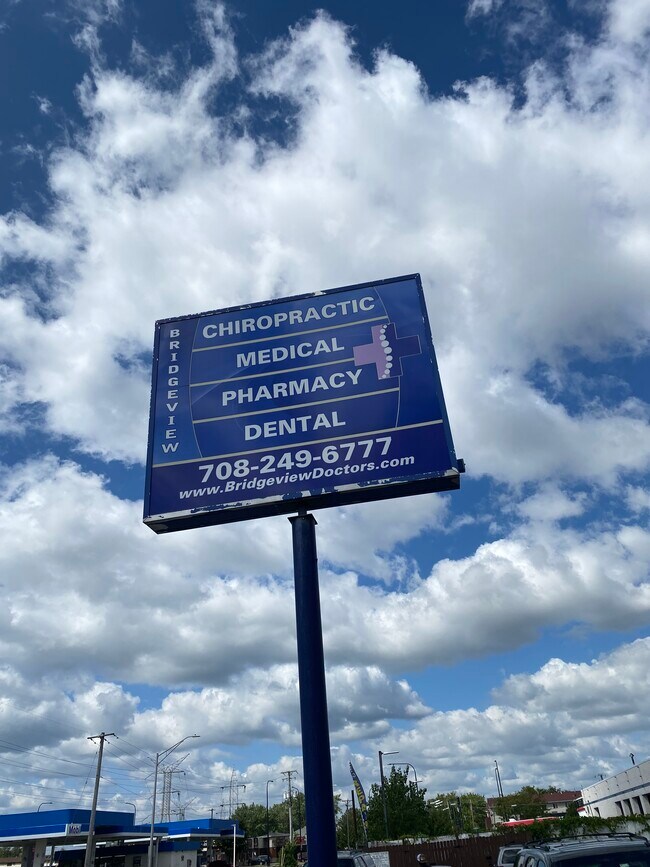 BRIDGEVIEW
CHIROPRACTIC
MEDICAL
PHARMACY
DENTAL
708-249-6777
www.BridgeviewDoctors.com